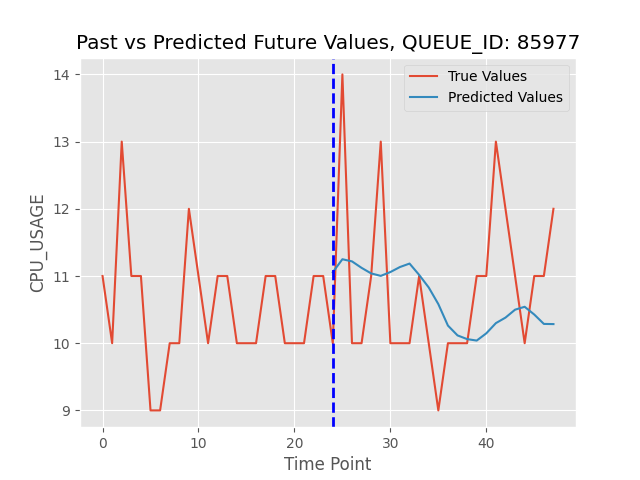 Past vs Predicted Future Values, QUEUE_ID: 85977
True Values
Predicted Values
14
13
12
11
10
9
CPU_USAGE
0
10
20
30
40
Time Point